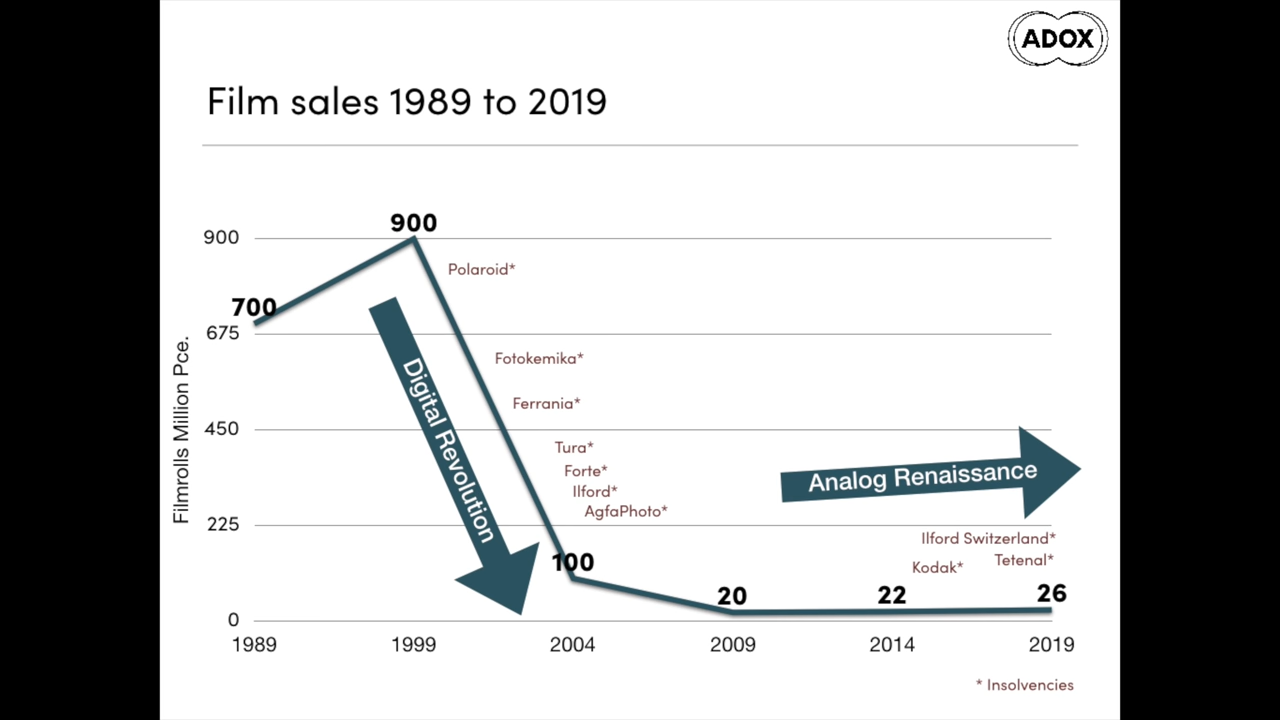 ADOX
Film sales 1989 to 2019
Filmrolls Million Pce.
900
675
450
225
0
700
900
100
20
22
26
Polaroid*
Fotokemika*
Ferrania*
Tura*
Forte*
Ilford*
AgfaPhoto*
Digital Revolution
Analog Renaissance
Ilford Switzerland*
Tetenal*
Kodak*
1989 1999 2004 2009 2014 2019
* Insolvencies